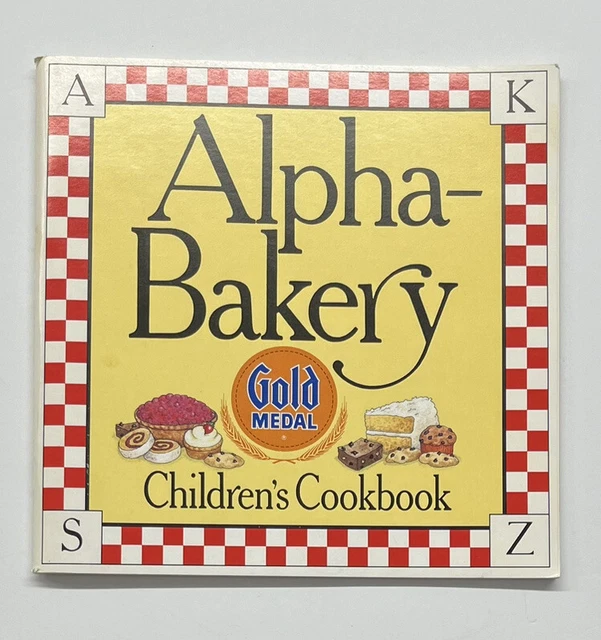 A
K
Alpha-
Bakery
Gold
MEDAL
®
Children's Cookbook
S
Z